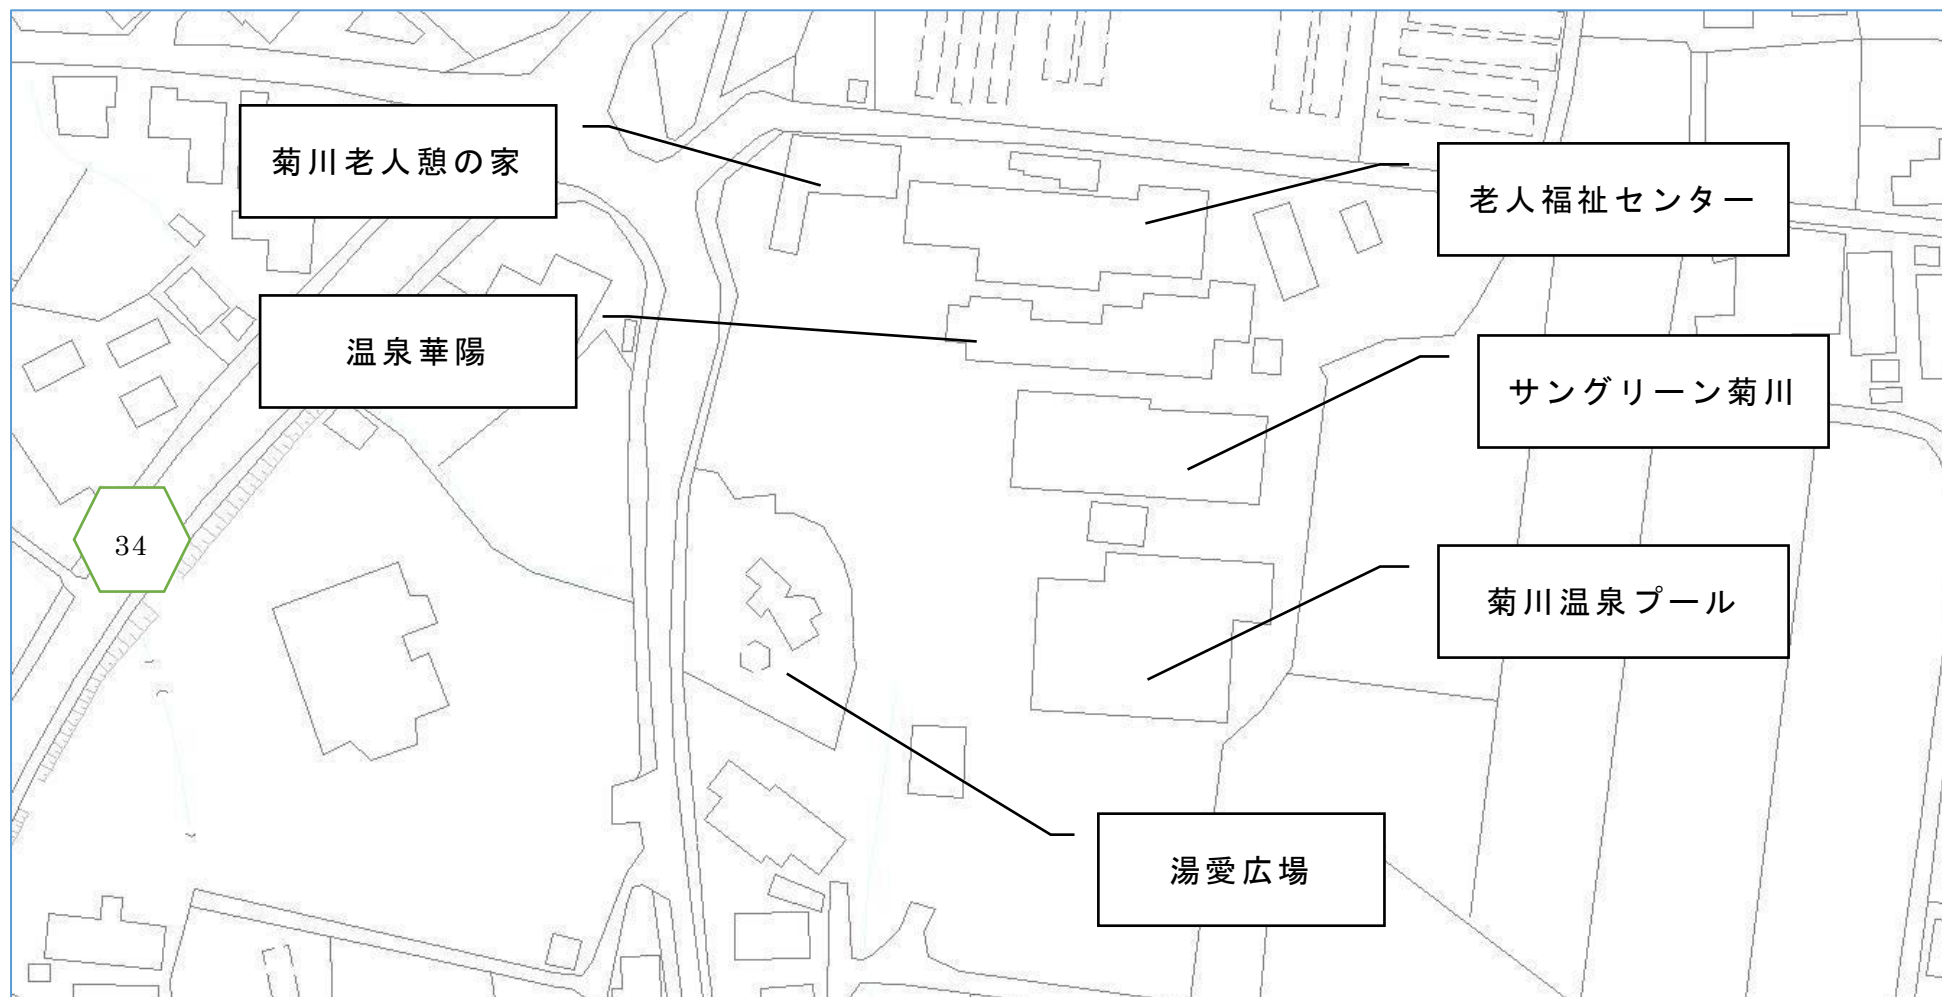 菊川老人憩の家
老人福祉センター
温泉華陽
サングリーン菊川
34
菊川温泉プール
湯愛広場